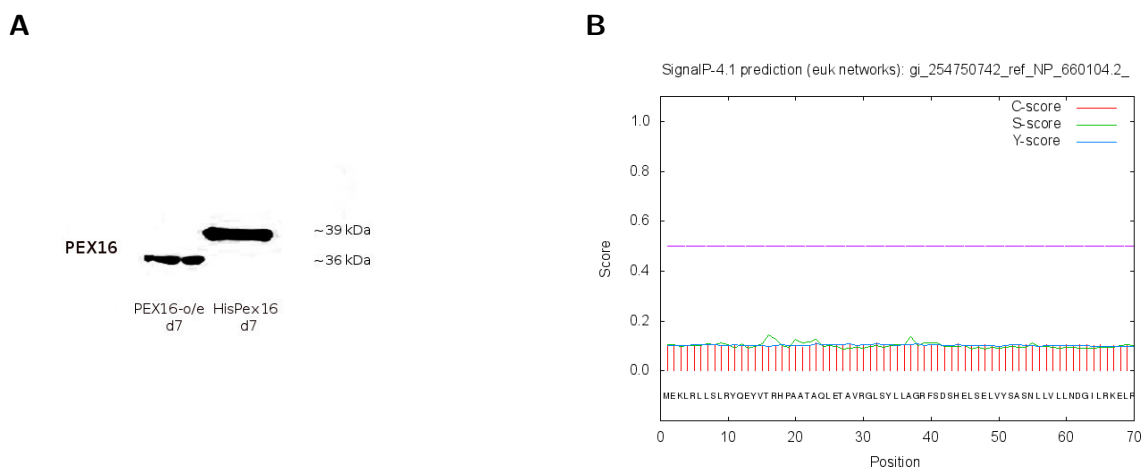 A
B
SignalP-4.1 prediction (euk networks): gi_254750742_ref_NP_660104.2_
C-score
S-score
Y-score
1.0
0.8
0.6
0.4
0.2
0.0
Score
MEKLRLLSLRYQEYVTRHPAATAQLETAVRGLSYLLAGRFSDSHELSELVYSASNLLVLLNDGILRKELR
0 10 20 30 40 50 60 70
Position
PEX16
~39 kDa
~36 kDa
PEX16-o/e HisPex16
d7 d7